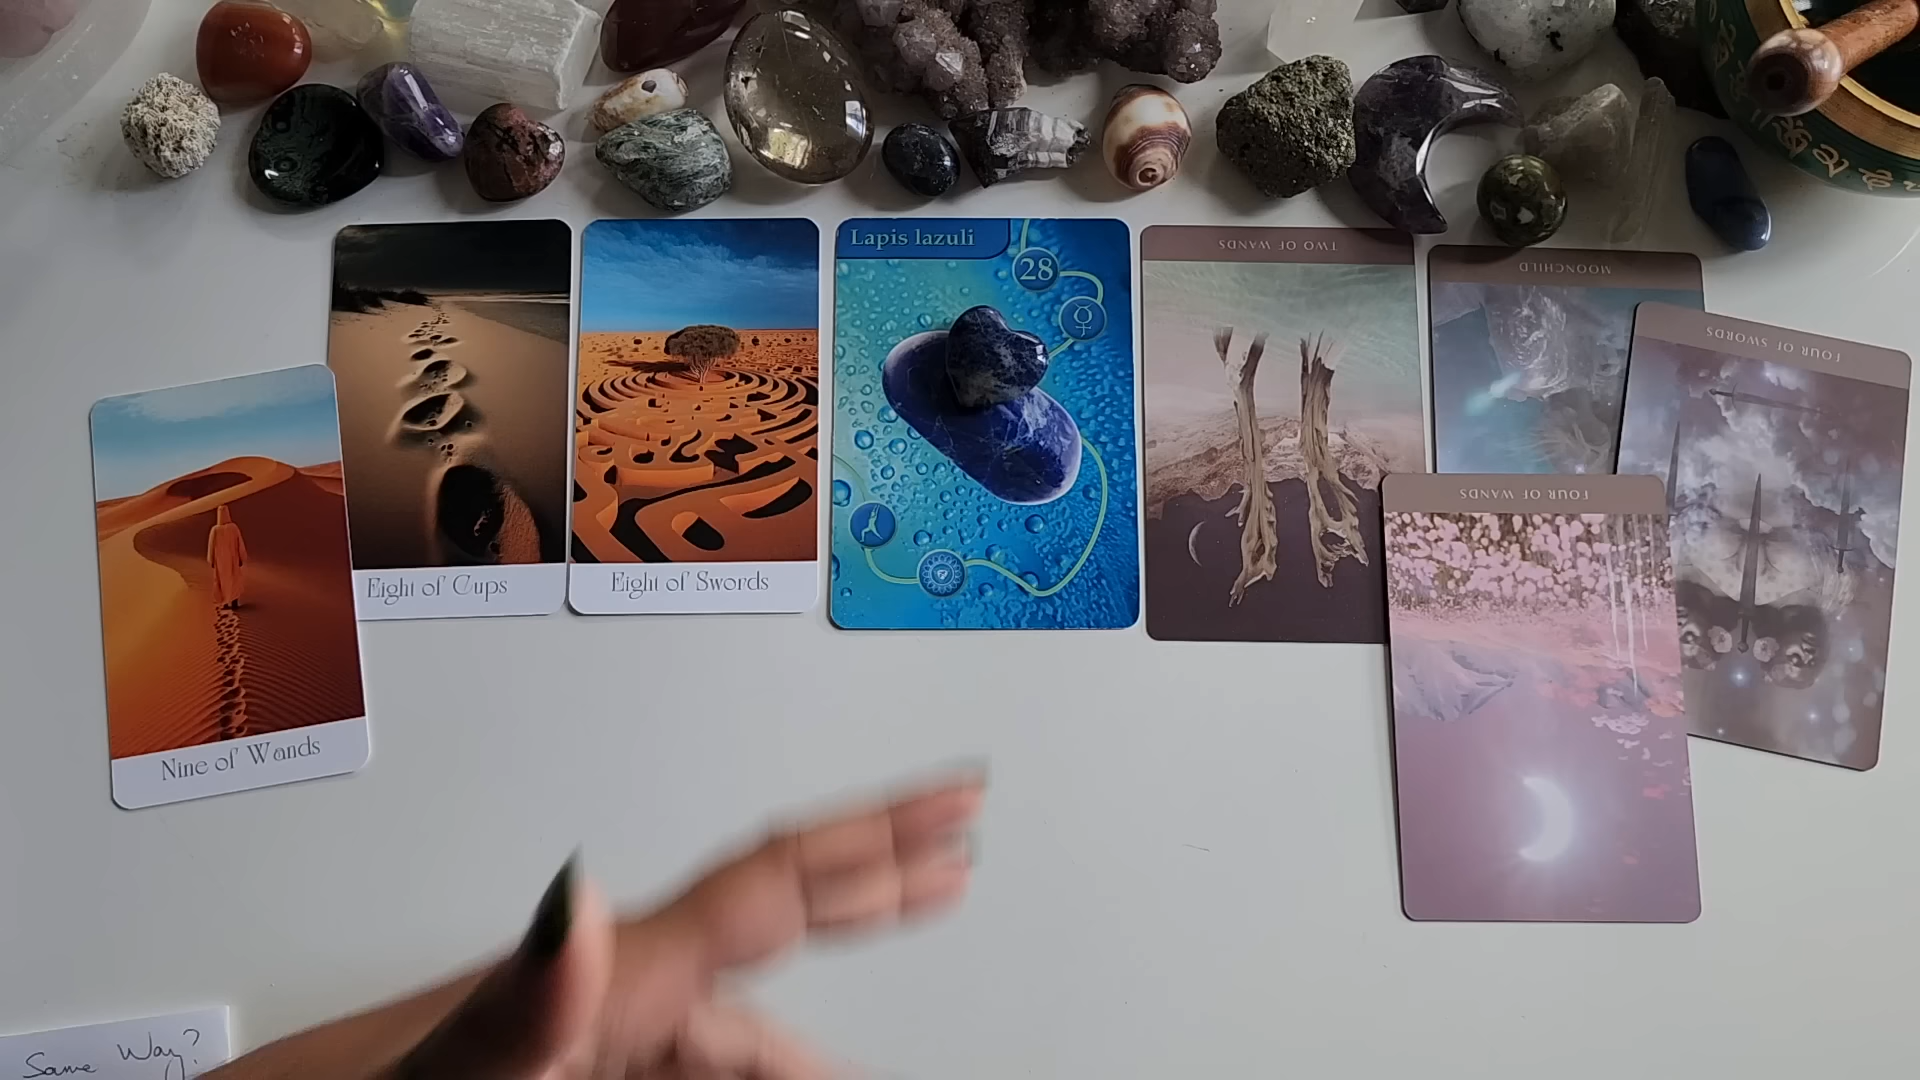 Lapis lazuli
28
TWO OF WANDS
MOONCHILD
FOUR OF SWORDS
FOUR OF WANDS
Eight of Cups
Eight of Swords
Nine of Wands
Same Way?